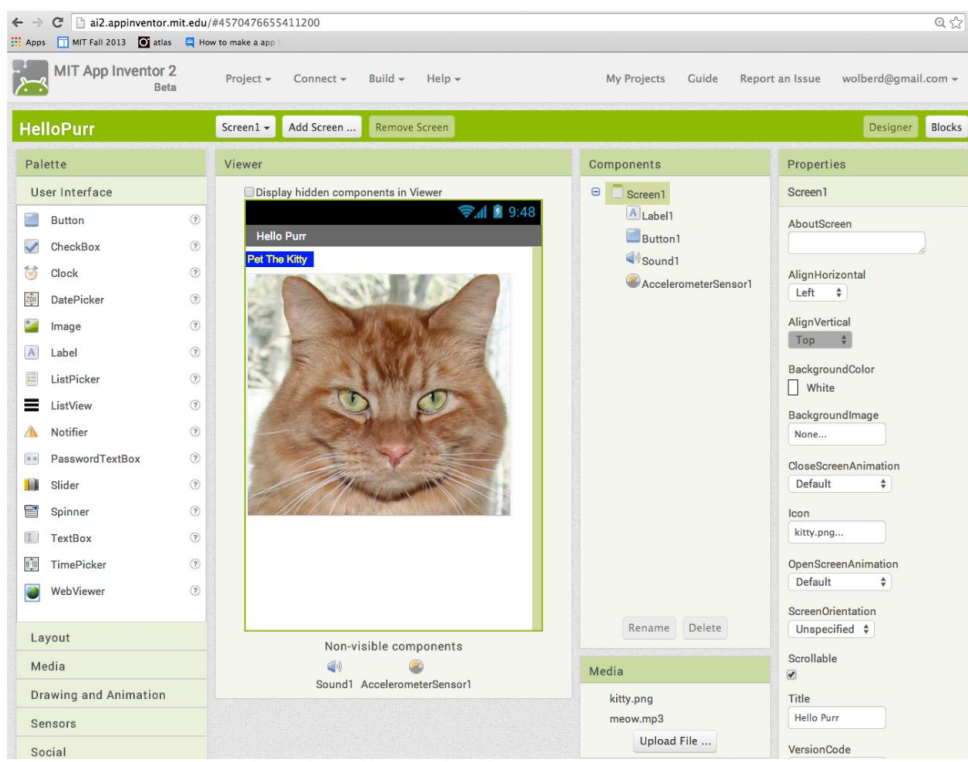 ai2.appinventor.mit.edu/#4570476655411200
Apps MIT Fall 2013 atlas How to make a app
MIT App Inventor 2
Beta
Project Connect Build Help My Projects Guide Report an Issue wolberd@gmail.com
HelloPurr Screen1 Add Screen ... Remove Screen Designer Blocks
Palette
User Interface
Button
CheckBox
Clock
DatePicker
Image
Label
ListPicker
ListView
Notifier
PasswordTextBox
Slider
Spinner
TextBox
TimePicker
WebViewer
Layout
Media
Drawing and Animation
Sensors
Social
Viewer
Display hidden components in Viewer
9:48
Hello Purr
Pet The Kitty
Non-visible components
Sound1 AccelerometerSensor1
Components
Screen1
Label1
Button1
Sound1
AccelerometerSensor1
Rename Delete
Media
kitty.png
meow.mp3
Upload File ...
Properties
Screen1
AboutScreen
AlignHorizontal
Left
AlignVertical
Top
BackgroundColor
White
BackgroundImage
None...
CloseScreenAnimation
Default
Icon
kitty.png...
OpenScreenAnimation
Default
ScreenOrientation
Unspecified
Scrollable
Title
Hello Purr
VersionCode